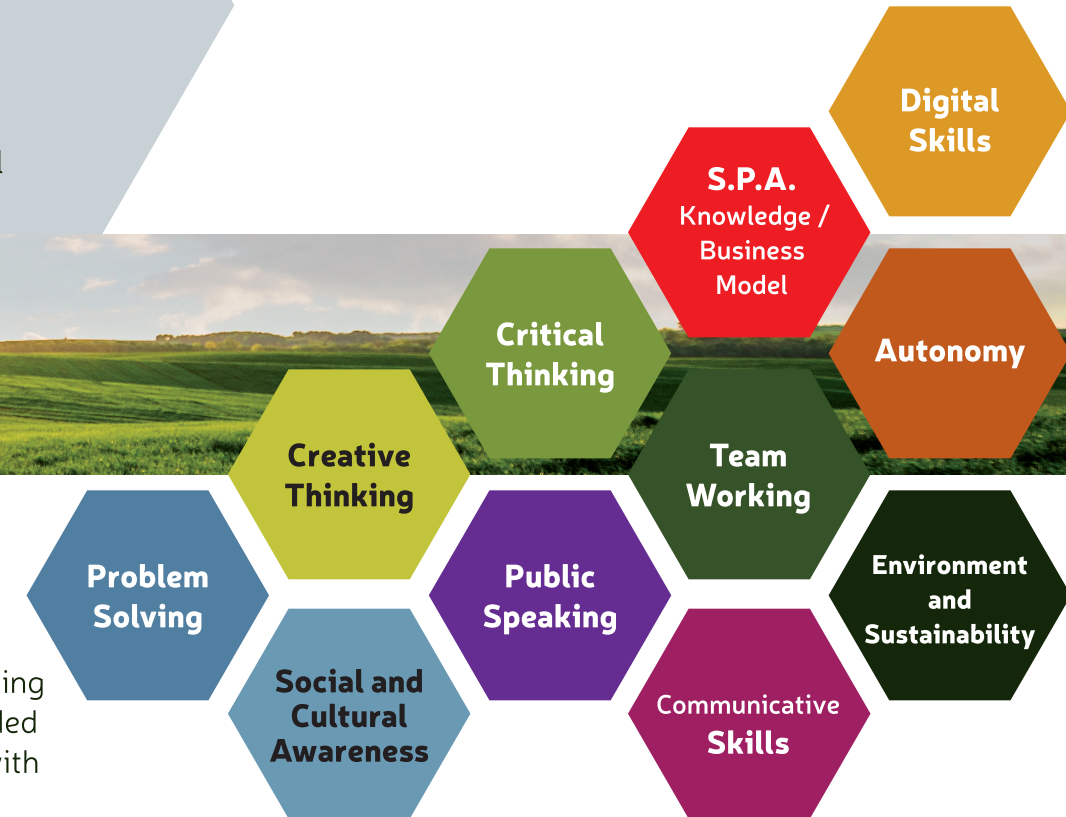 Digital
Skills
S.P.A.
Knowledge /
Business
Model
Critical
Thinking
Autonomy
Creative
Thinking
Team
Working
Problem
Solving
Public
Speaking
Environment
and
Sustainability
Social and
Cultural
Awareness
Communicative
Skills